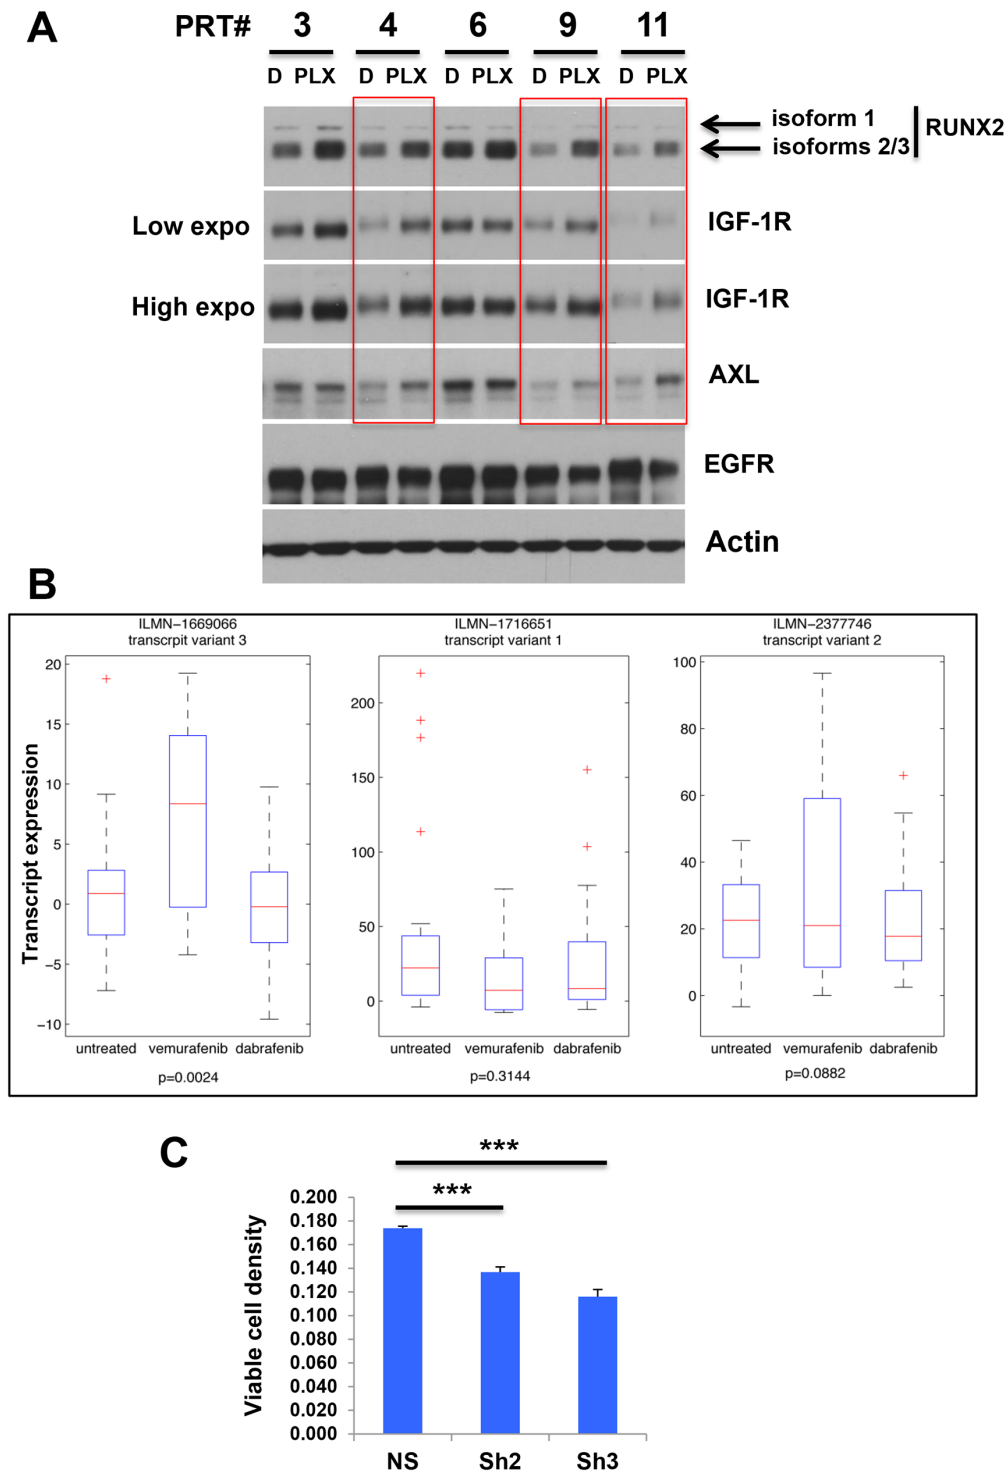 A
PRT# 3 4 6 9 11
D PLX D PLX D PLX D PLX D PLX
isoform 1
isoforms 2/3
RUNX2
Low expo IGF-1R
High expo IGF-1R
AXL
EGFR
Actin
B
ILMN-1669066 ILMN-1716651 ILMN-2377746
transcrpit variant 3 transcript variant 1 transcript variant 2
Transcript expression
20
15
10
5
0
−5
−10
untreated vemurafenib dabrafenib
p=0.0024
200
150
100
50
0
untreated vemurafenib dabrafenib
p=0.3144
100
80
60
40
20
0
untreated vemurafenib dabrafenib
p=0.0882
C
***
***
Viable cell density
0.200
0.180
0.160
0.140
0.120
0.100
0.080
0.060
0.040
0.020
0.000
NS Sh2 Sh3